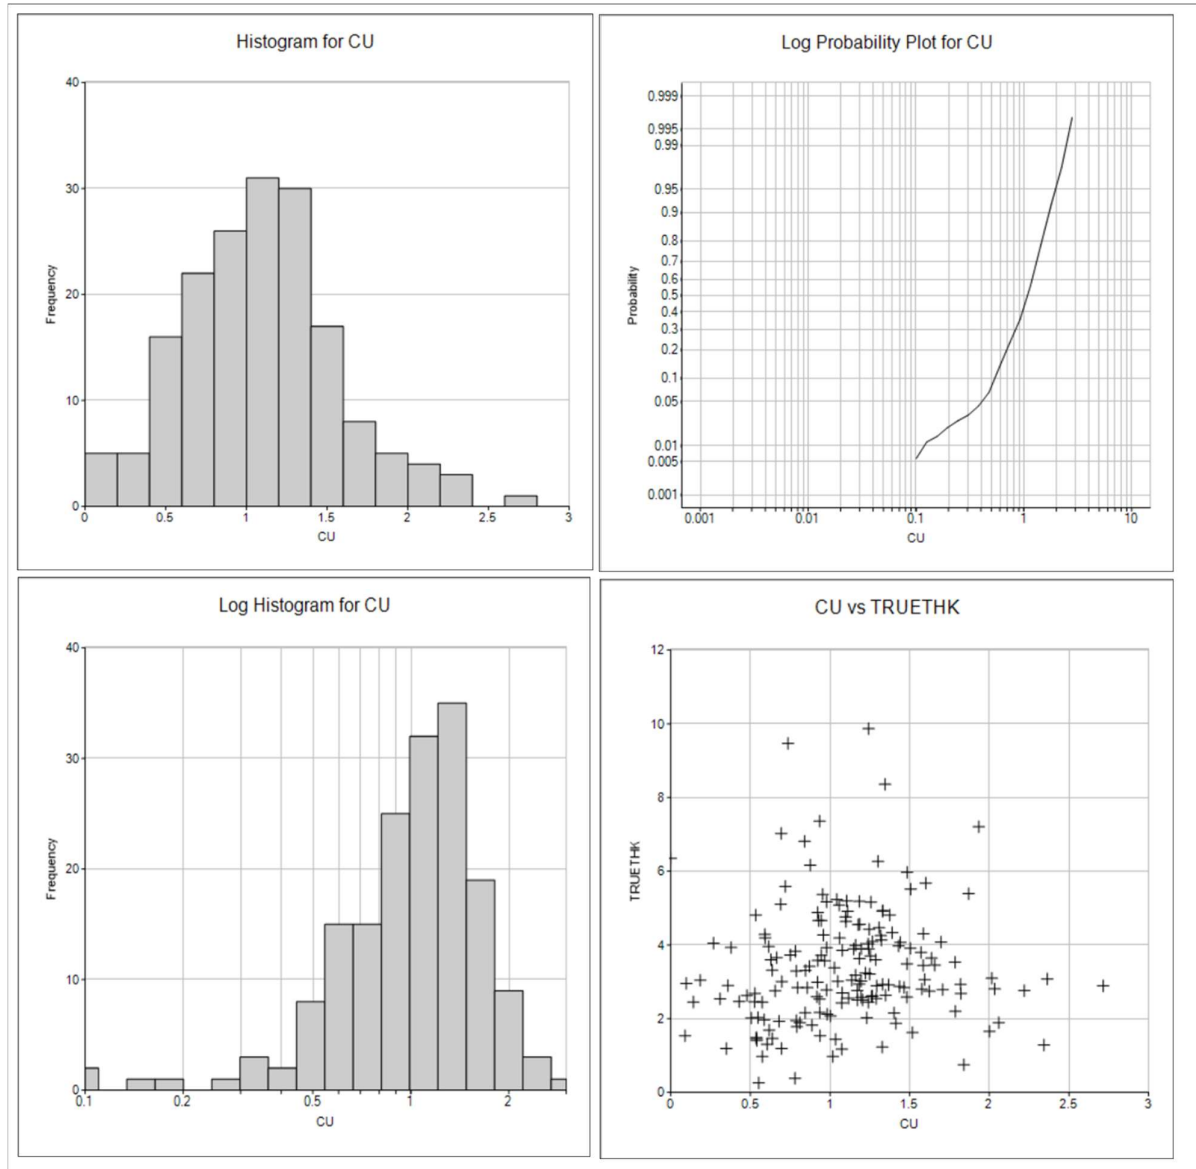 Histogram for CU
40
30
20
10
0
Frequency
0 0.5 1 1.5 2 2.5 3
CU
Log Probability Plot for CU
0.999
0.995
0.99
0.95
0.9
0.8
0.7
0.6
0.5
0.4
0.3
0.2
0.1
0.05
0.01
0.005
0.001
Probability
0.001 0.01 0.1 1 10
CU
Log Histogram for CU
40
30
20
10
0
Frequency
0.1 0.2 0.5 1 2
CU
CU vs TRUETHK
12
10
8
6
4
2
0
TRUETHK
0 0.5 1 1.5 2 2.5 3
CU